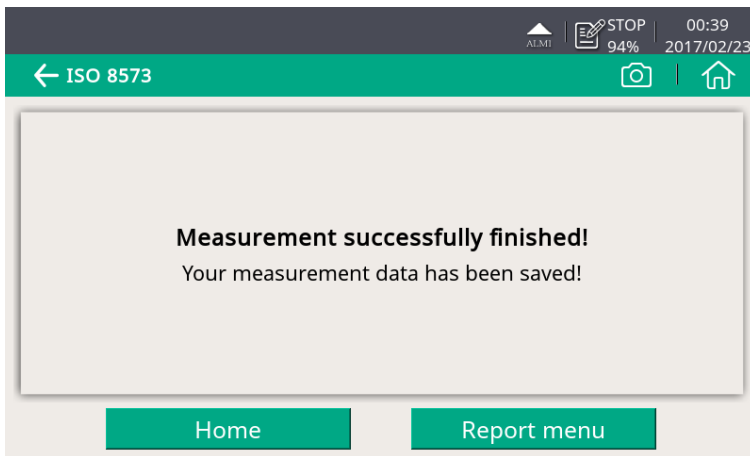 STOP 00:39
ALMI 94% 2017/02/23
ISO 8573
Measurement successfully finished!
Your measurement data has been saved!
Home Report menu